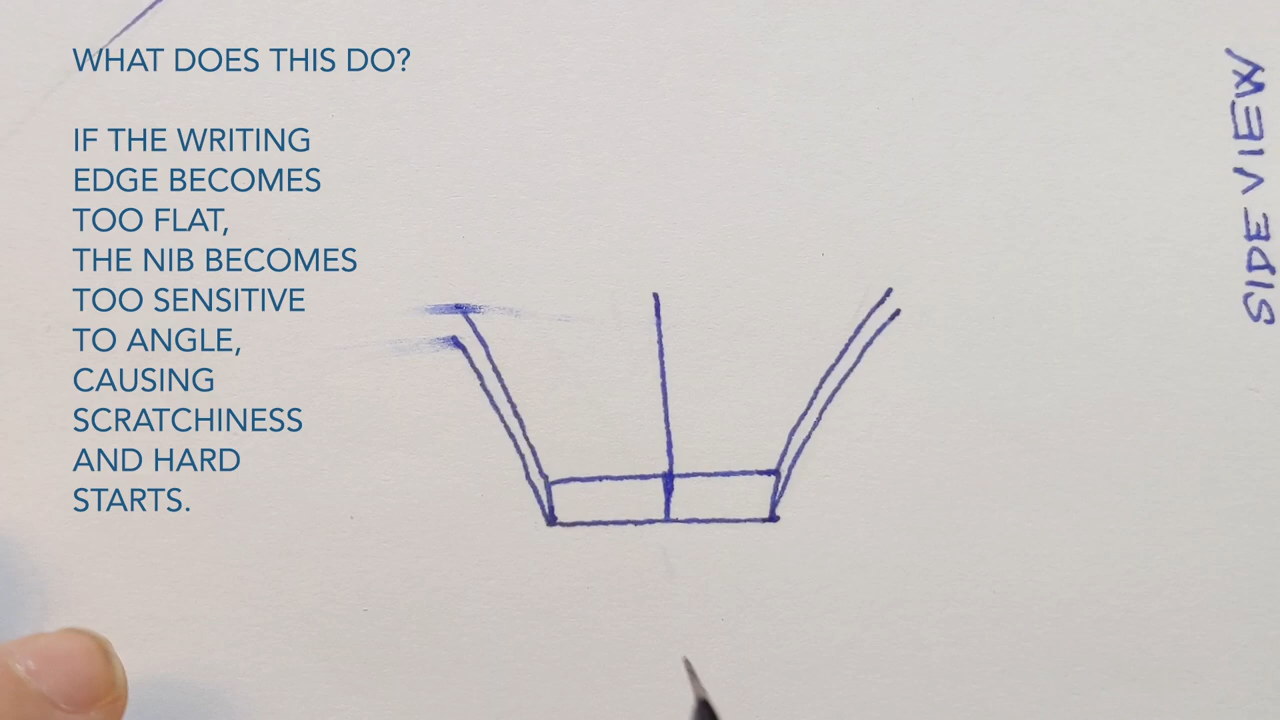 WHAT DOES THIS DO?
IF THE WRITING
EDGE BECOMES
TOO FLAT,
THE NIB BECOMES
TOO SENSITIVE
TO ANGLE,
CAUSING
SCRATCHINESS
AND HARD
STARTS.
SIDE VIEW